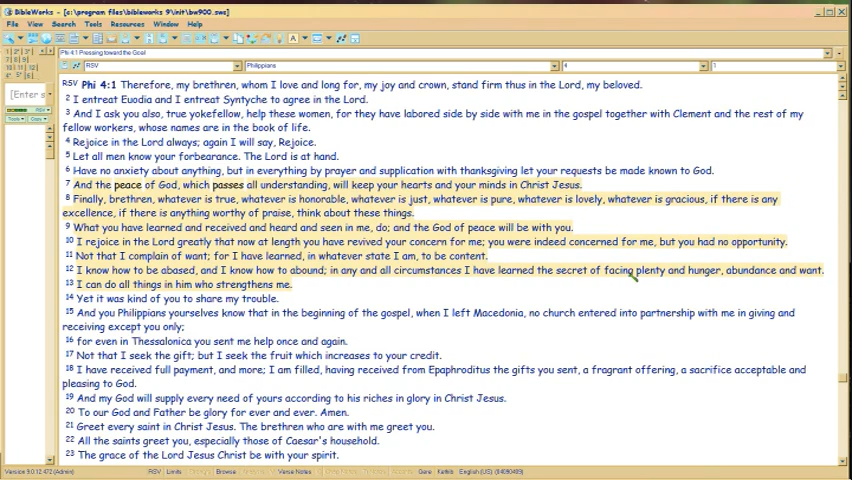 BibleWorks - [c:\program files\bibleworks 9\init\bw900.sws]
File View Search Tools Resources Window Help
Phi 4:1 Pressing toward the Goal
RSV Philippians 4 1
[Enter s
RSV Phi 4:1 Therefore, my brethren, whom I love and long for, my joy and crown, stand firm thus in the Lord, my beloved.
2 I entreat Euodia and I entreat Syntyche to agree in the Lord.
3 And I ask you also, true yokefellow, help these women, for they have labored side by side with me in the gospel together with Clement and the rest of my
fellow workers, whose names are in the book of life.
4 Rejoice in the Lord always; again I will say, Rejoice.
5 Let all men know your forbearance. The Lord is at hand.
6 Have no anxiety about anything, but in everything by prayer and supplication with thanksgiving let your requests be made known to God.
7 And the peace of God, which passes all understanding, will keep your hearts and your minds in Christ Jesus.
8 Finally, brethren, whatever is true, whatever is honorable, whatever is just, whatever is pure, whatever is lovely, whatever is gracious, if there is any
excellence, if there is anything worthy of praise, think about these things.
9 What you have learned and received and heard and seen in me, do; and the God of peace will be with you.
10 I rejoice in the Lord greatly that now at length you have revived your concern for me; you were indeed concerned for me, but you had no opportunity.
11 Not that I complain of want; for I have learned, in whatever state I am, to be content.
12 I know how to be abased, and I know how to abound; in any and all circumstances I have learned the secret of facing plenty and hunger, abundance and want.
13 I can do all things in him who strengthens me.
14 Yet it was kind of you to share my trouble.
15 And you Philippians yourselves know that in the beginning of the gospel, when I left Macedonia, no church entered into partnership with me in giving and
receiving except you only;
16 for even in Thessalonica you sent me help once and again.
17 Not that I seek the gift; but I seek the fruit which increases to your credit.
18 I have received full payment, and more; I am filled, having received from Epaphroditus the gifts you sent, a fragrant offering, a sacrifice acceptable and
pleasing to God.
19 And my God will supply every need of yours according to his riches in glory in Christ Jesus.
20 To our God and Father be glory for ever and ever. Amen.
21 Greet every saint in Christ Jesus. The brethren who are with me greet you.
22 All the saints greet you, especially those of Caesar's household.
23 The grace of the Lord Jesus Christ be with your spirit.
RSV Limits Browse Verse Notes English (US)